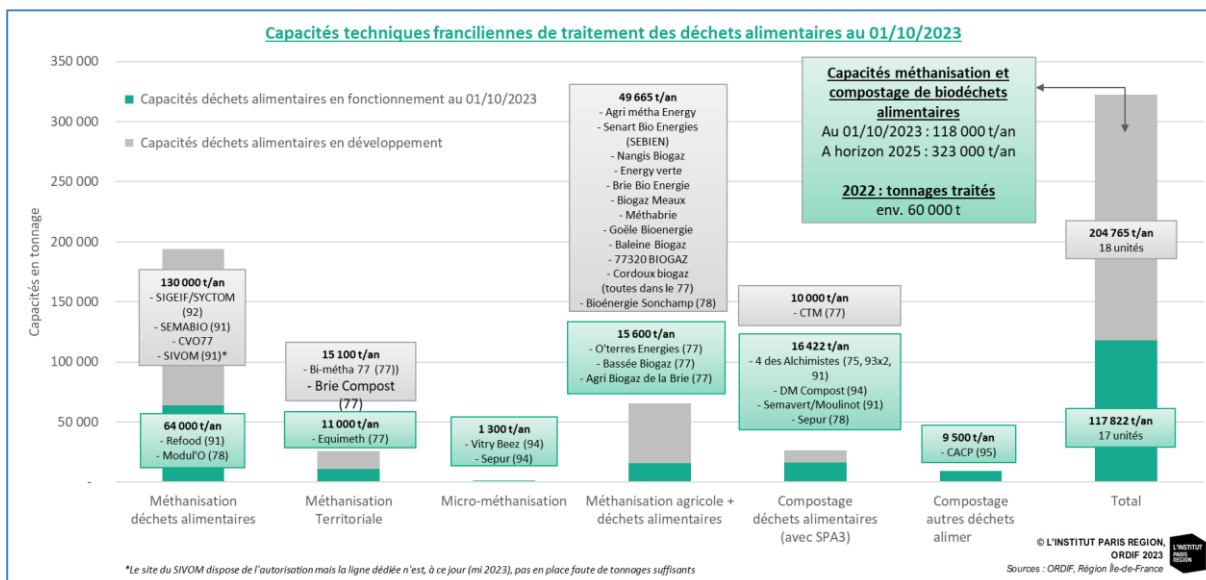 Capacités techniques franciliennes de traitement des déchets alimentaires au 01/10/2023
350 000
300 000
250 000
200 000
150 000
100 000
50 000
-
Capacités en tonnage
Capacités déchets alimentaires en fonctionnement au 01/10/2023
Capacités déchets alimentaires en développement
130 000 t/an
- SIGEIF/SYCTOM
(92)
- SEMABIO (91)
- CVO77
- SIVOM (91)*
64 000 t/an
- Refood (91)
- Modul'O (78)
15 100 t/an
- Bi-métha 77 (77))
- Brie Compost
(77)
11 000 t/an
- Equimeth (77)
1 300 t/an
- Vitry Beez (94)
- Sepur (94)
49 665 t/an
- Agri métha Energy
- Senart Bio Energies
(SEBIEN)
- Nangis Biogaz
- Energy verte
- Brie Bio Energie
- Biogaz Meaux
- Méthabrie
- Goële Bioenergie
- Baleine Biogaz
- 77320 BIOGAZ
- Cordoux biogaz
(toutes dans le 77)
- Bioénergie Sonchamp (78)
15 600 t/an
- O'terres Energies (77)
- Bassée Biogaz (77)
- Agri Biogaz de la Brie (77)
10 000 t/an
- CTM (77)
16 422 t/an
- 4 des Alchimistes (75, 93x2,
91)
- DM Compost (94)
- Semavert/Moulinot (91)
- Sepur (78)
9 500 t/an
- CACP (95)
Capacités méthanisation et
compostage de biodéchets
alimentaires
Au 01/10/2023 : 118 000 t/an
A horizon 2025 : 323 000 t/an
2022 : tonnages traités
env. 60 000 t
204 765 t/an
18 unités
117 822 t/an
17 unités
Méthanisation
déchets alimentaires
Méthanisation
Territoriale
Micro-méthanisation
Méthanisation agricole +
déchets alimentaires
Compostage
déchets alimentaires
(avec SPA3)
Compostage
autres déchets
alimer
Total
*Le site du SIVOM dispose de l'autorisation mais la ligne dédiée n'est, à ce jour (mi 2023), pas en place faute de tonnages suffisants
© L'INSTITUT PARIS REGION,
ORDIF 2023
Sources : ORDIF, Région Île-de-France
L'INSTITUT
PARIS
REGION